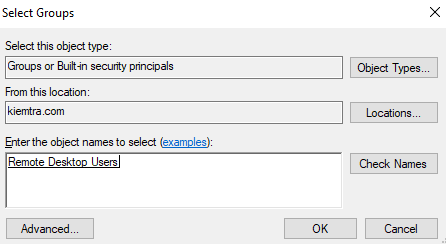 Select Groups
Select this object type:
Groups or Built-in security principals
Object Types...
From this location:
kiemtra.com
Locations...
Enter the object names to select (examples):
Remote Desktop Users
Check Names
Advanced...
OK
Cancel